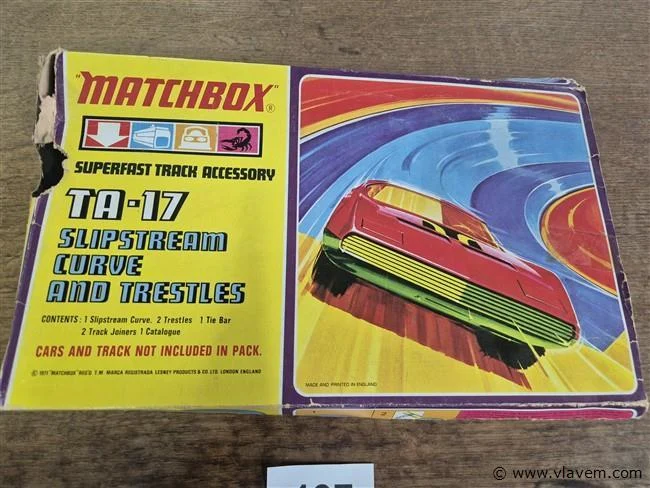 "MATCHBOX"®
SUPERFAST TRACK ACCESSORY
TA-17
SLIPSTREAM
CURVE
AND TRESTLES
CONTENTS: 1 Slipstream Curve. 2 Trestles 1 Tie Bar
2 Track Joiners 1 Catalogue
CARS AND TRACK NOT INCLUDED IN PACK.
© 1971 "MATCHBOX" REG'D T.M. MARCA REGISTRADA LESNEY PRODUCTS & CO. LTD. LONDON ENGLAND
MADE AND PRINTED IN ENGLAND
2
© www.vlavem.com